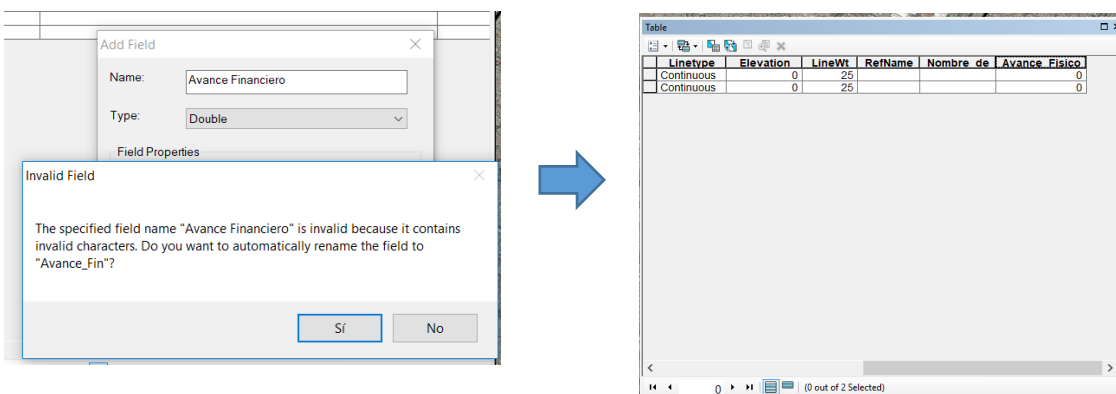 Add Field
Name:
Avance Financiero
Type:
Double
Field Properties
Invalid Field
The specified field name "Avance Financiero" is invalid because it contains
invalid characters. Do you want to automatically rename the field to
"Avance_Fin"?
Sí
No
Table
Linetype Elevation LineWt RefName Nombre_de Avance_Fisico
Continuous 0 25 0
Continuous 0 25 0
0 (0 out of 2 Selected)